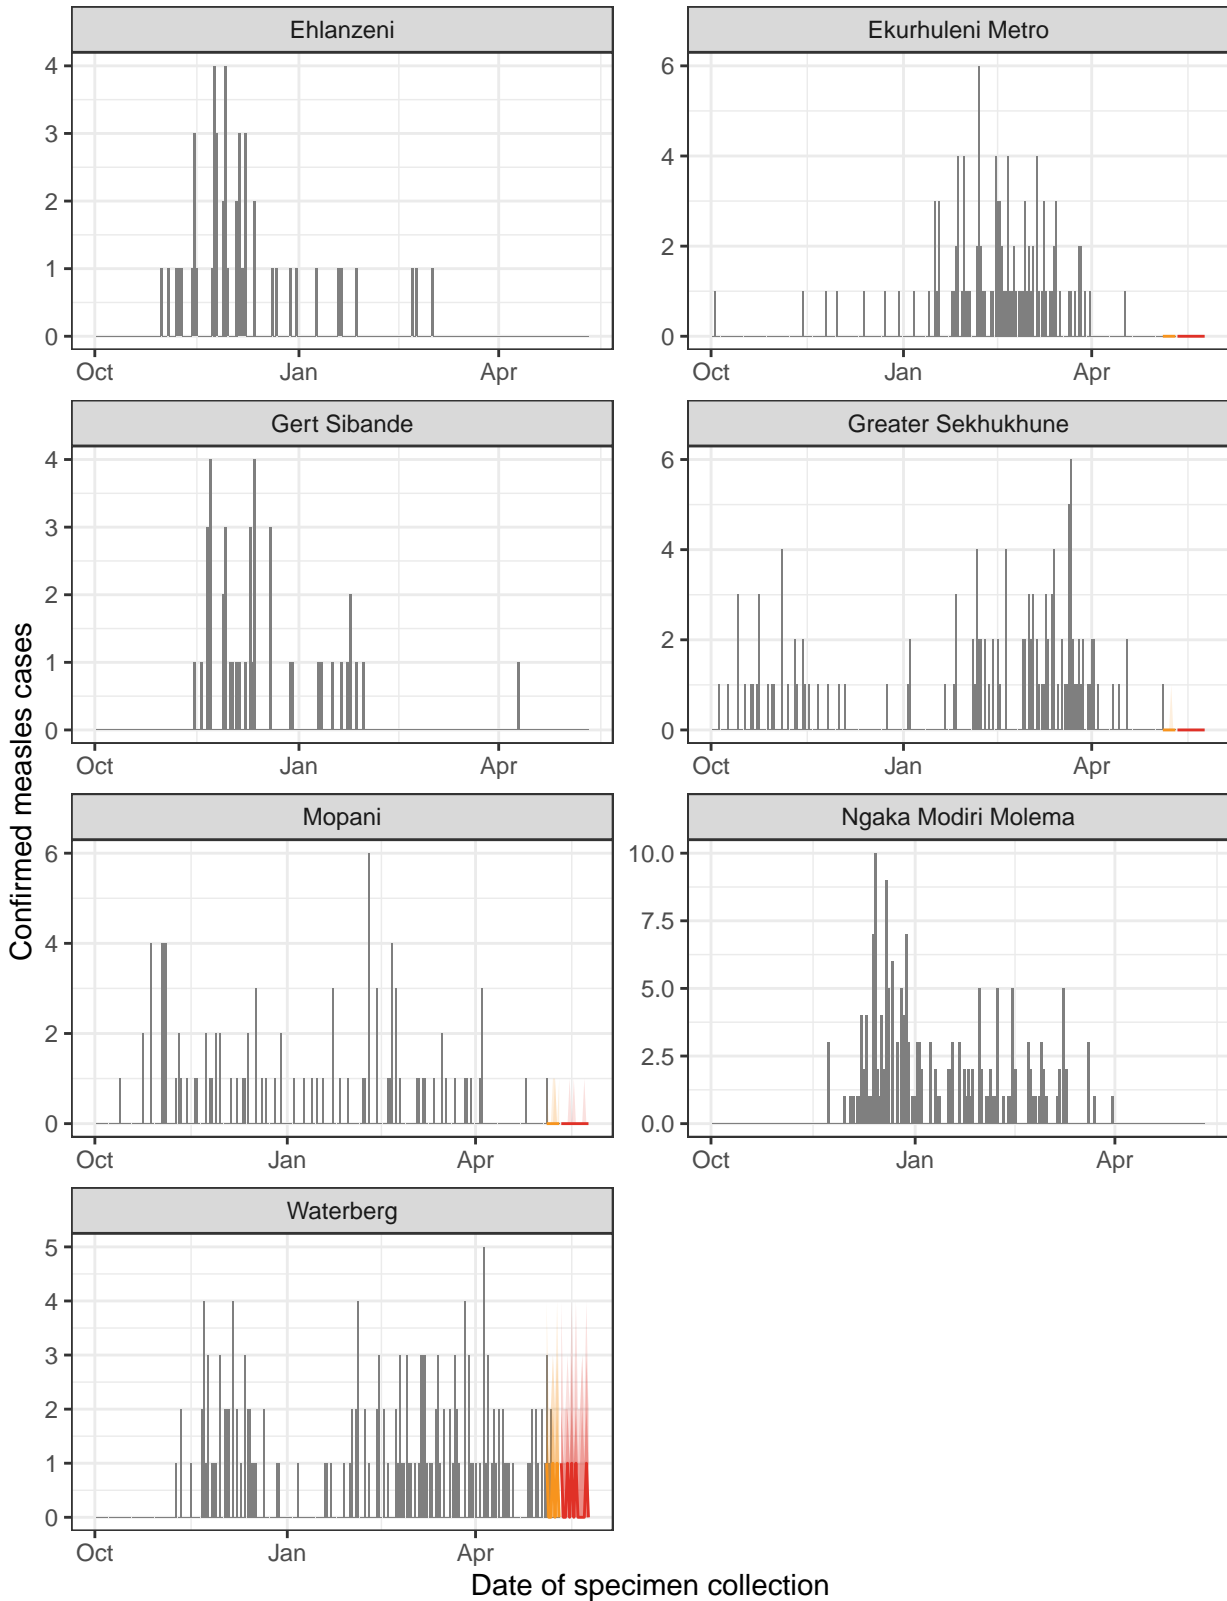 Ehlanzeni
4
3
2
1
0
Oct Jan Apr
Ekurhuleni Metro
6
4
2
0
Oct Jan Apr
Gert Sibande
4
3
2
1
0
Oct Jan Apr
Greater Sekhukhune
6
4
2
0
Oct Jan Apr
Mopani
6
4
2
0
Oct Jan Apr
Ngaka Modiri Molema
10.0
7.5
5.0
2.5
0.0
Oct Jan Apr
Waterberg
5
4
3
2
1
0
Oct Jan Apr
Confirmed measles cases
Date of specimen collection